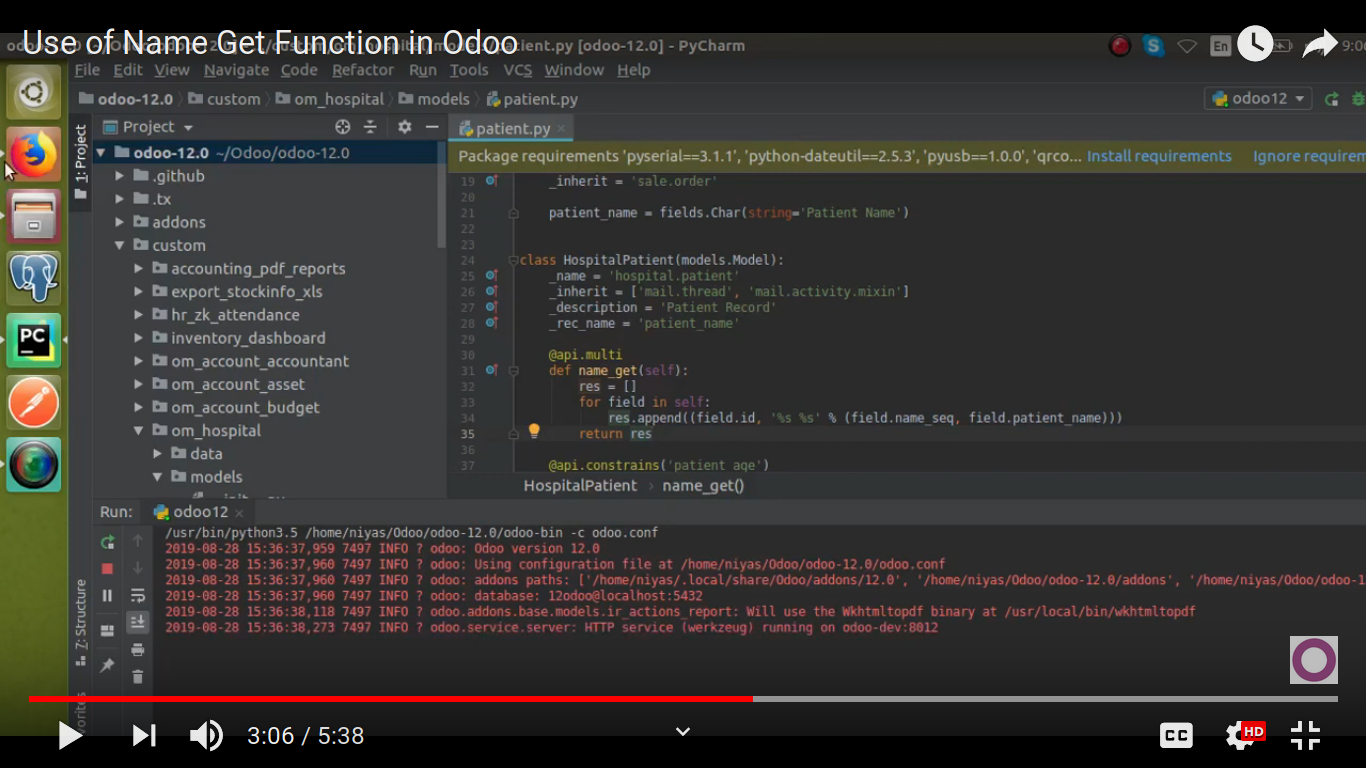 Use of Name Get Function in Odoo
patient.py [odoo-12.0] - PyCharm
En
File Edit View Navigate Code Refactor Run Tools VCS Window Help
odoo-12.0 custom om_hospital models patient.py
odoo12
Project
patient.py
1: Project
odoo-12.0 ~/Odoo/odoo-12.0
.github
.tx
addons
custom
accounting_pdf_reports
export_stockinfo_xls
hr_zk_attendance
inventory_dashboard
om_account_accountant
om_account_asset
om_account_budget
om_hospital
data
models
Package requirements 'pyserial==3.1.1', 'python-dateutil==2.5.3', 'pyusb==1.0.0', 'qrco... Install requirements Ignore requirem
19 _inherit = 'sale.order'
20
21 patient_name = fields.Char(string='Patient Name')
22
23
24 class HospitalPatient(models.Model):
25 _name = 'hospital.patient'
26 _inherit = ['mail.thread', 'mail.activity.mixin']
27 _description = 'Patient Record'
28 _rec_name = 'patient_name'
29
30 @api.multi
31 def name_get(self):
32 res = []
33 for field in self:
34 res.append((field.id, '%s %s' % (field.name_seq, field.patient_name)))
35 return res
36
37 @api.constrains('patient_age')
HospitalPatient › name_get()
PC
Run: odoo12
/usr/bin/python3.5 /home/niyas/Odoo/odoo-12.0/odoo-bin -c odoo.conf
2019-08-28 15:36:37,959 7497 INFO ? odoo: Odoo version 12.0
2019-08-28 15:36:37,960 7497 INFO ? odoo: Using configuration file at /home/niyas/Odoo/odoo-12.0/odoo.conf
2019-08-28 15:36:37,960 7497 INFO ? odoo: addons paths: ['/home/niyas/.local/share/Odoo/addons/12.0', '/home/niyas/Odoo/odoo-12.0/addons', '/home/niyas/Odoo/odoo-1
2019-08-28 15:36:37,960 7497 INFO ? odoo: database: 12odoo@localhost:5432
2019-08-28 15:36:38,118 7497 INFO ? odoo.addons.base.models.ir_actions_report: Will use the Wkhtmltopdf binary at /usr/local/bin/wkhtmltopdf
2019-08-28 15:36:38,273 7497 INFO ? odoo.service.server: HTTP service (werkzeug) running on odoo-dev:8012
Z: Structure
3:06 / 5:38
CC
HD